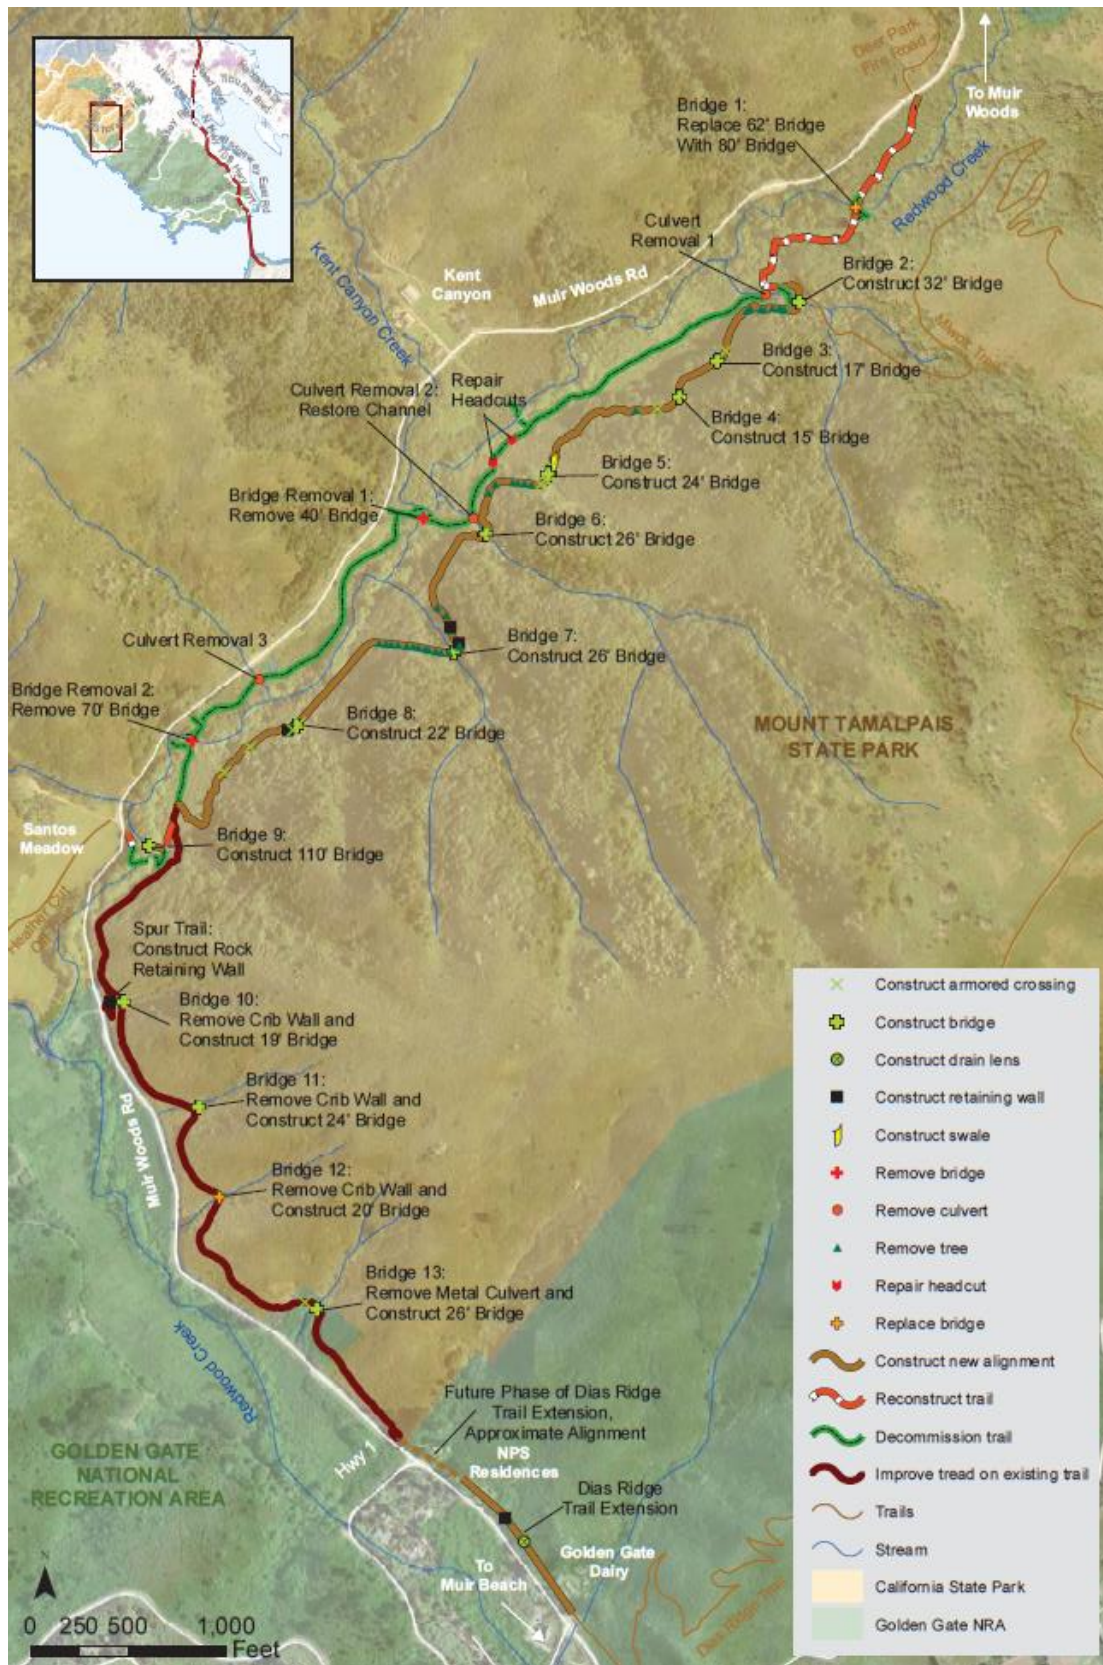 Deer Park
Fire Road
To Muir
Woods
Bridge 1:
Replace 62' Bridge
With 80' Bridge
Redwood Creek
Culvert
Removal 1
Bridge 2:
Construct 32' Bridge
Kent Canyon Creek
Kent
Canyon
Muir Woods Rd
Miwok Trail
Bridge 3:
Construct 17' Bridge
Repair
Headcuts
Culvert Removal 2:
Restore Channel
Bridge 4:
Construct 15' Bridge
Bridge 5:
Construct 24' Bridge
Bridge Removal 1:
Remove 40' Bridge
Bridge 6:
Construct 26' Bridge
Culvert Removal 3
Bridge 7:
Construct 26' Bridge
Bridge Removal 2:
Remove 70' Bridge
Bridge 8:
Construct 22' Bridge
MOUNT TAMALPAIS
STATE PARK
Santos
Meadow
Bridge 9:
Construct 110' Bridge
Heather Cut
Spur Trail:
Construct Rock
Retaining Wall
Bridge 10:
Remove Crib Wall and
Construct 19' Bridge
Bridge 11:
Remove Crib Wall and
Construct 24' Bridge
Muir Woods Rd
Bridge 12:
Remove Crib Wall and
Construct 20' Bridge
Bridge 13:
Remove Metal Culvert and
Construct 26' Bridge
Redwood Creek
Future Phase of Dias Ridge
Trail Extension,
Approximate Alignment
GOLDEN GATE
NATIONAL
RECREATION AREA
Hwy 1
NPS
Residences
Dias Ridge
Trail Extension
To
Muir Beach
Golden Gate
Dairy
Dias Ridge Trail
N
0 250 500 1,000
Feet
Construct armored crossing
Construct bridge
Construct drain lens
Construct retaining wall
Construct swale
Remove bridge
Remove culvert
Remove tree
Repair headcut
Replace bridge
Construct new alignment
Reconstruct trail
Decommission trail
Improve tread on existing trail
Trails
Stream
California State Park
Golden Gate NRA